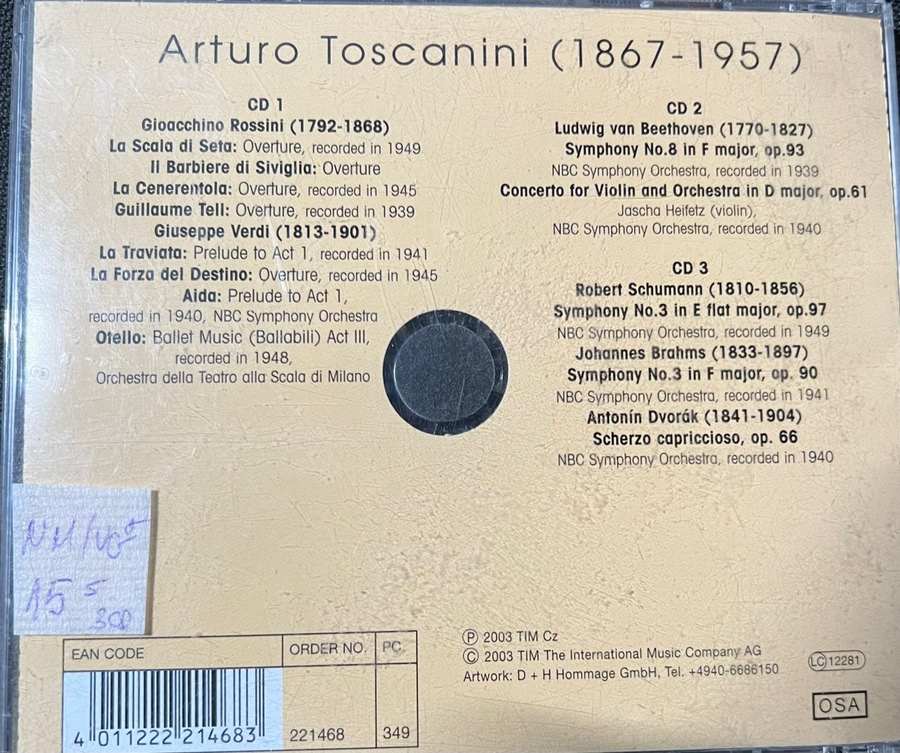 Arturo Toscanini (1867-1957)
CD 1
Gioacchino Rossini (1792-1868)
La Scala di Seta: Overture, recorded in 1949
Il Barbiere di Siviglia: Overture
La Cenerentola: Overture, recorded in 1945
Guillaume Tell: Overture, recorded in 1939
Giuseppe Verdi (1813-1901)
La Traviata: Prelude to Act 1, recorded in 1941
La Forza del Destino: Overture, recorded in 1945
Aida: Prelude to Act 1,
recorded in 1940, NBC Symphony Orchestra
Otello: Ballet Music (Ballabili) Act III,
recorded in 1948,
Orchestra della Teatro alla Scala di Milano
CD 2
Ludwig van Beethoven (1770-1827)
Symphony No.8 in F major, op.93
NBC Symphony Orchestra, recorded in 1939
Concerto for Violin and Orchestra in D major, op.61
Jascha Heifetz (violin),
NBC Symphony Orchestra, recorded in 1940
CD 3
Robert Schumann (1810-1856)
Symphony No.3 in E flat major, op.97
NBC Symphony Orchestra, recorded in 1949
Johannes Brahms (1833-1897)
Symphony No.3 in F major, op. 90
NBC Symphony Orchestra, recorded in 1941
Antonín Dvorák (1841-1904)
Scherzo capriccioso, op. 66
NBC Symphony Orchestra, recorded in 1940
15 5
3CD
EAN CODE
4 011222 214683
ORDER NO.
221468
PC.
349
Ⓟ 2003 TIM Cz
© 2003 TIM The International Music Company AG
Artwork: D + H Hommage GmbH, Tel. +4940-6686150
LC 12281
OSA